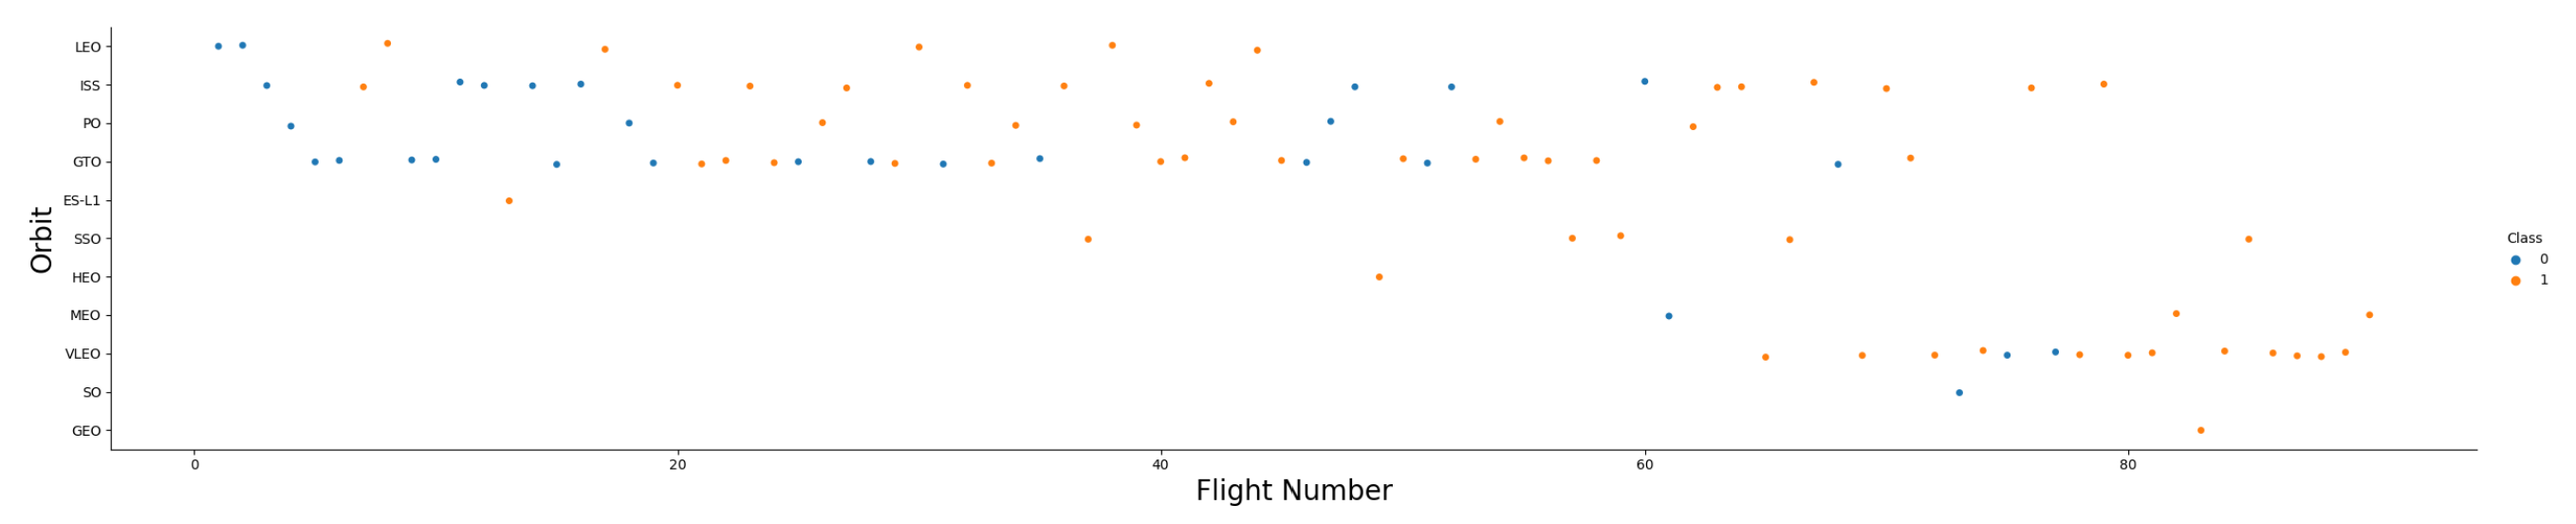 LEO
ISS
PO
GTO
ES-L1
SSO
HEO
MEO
VLEO
SO
GEO
Orbit
0 20 40 60 80
Flight Number
Class
0
1